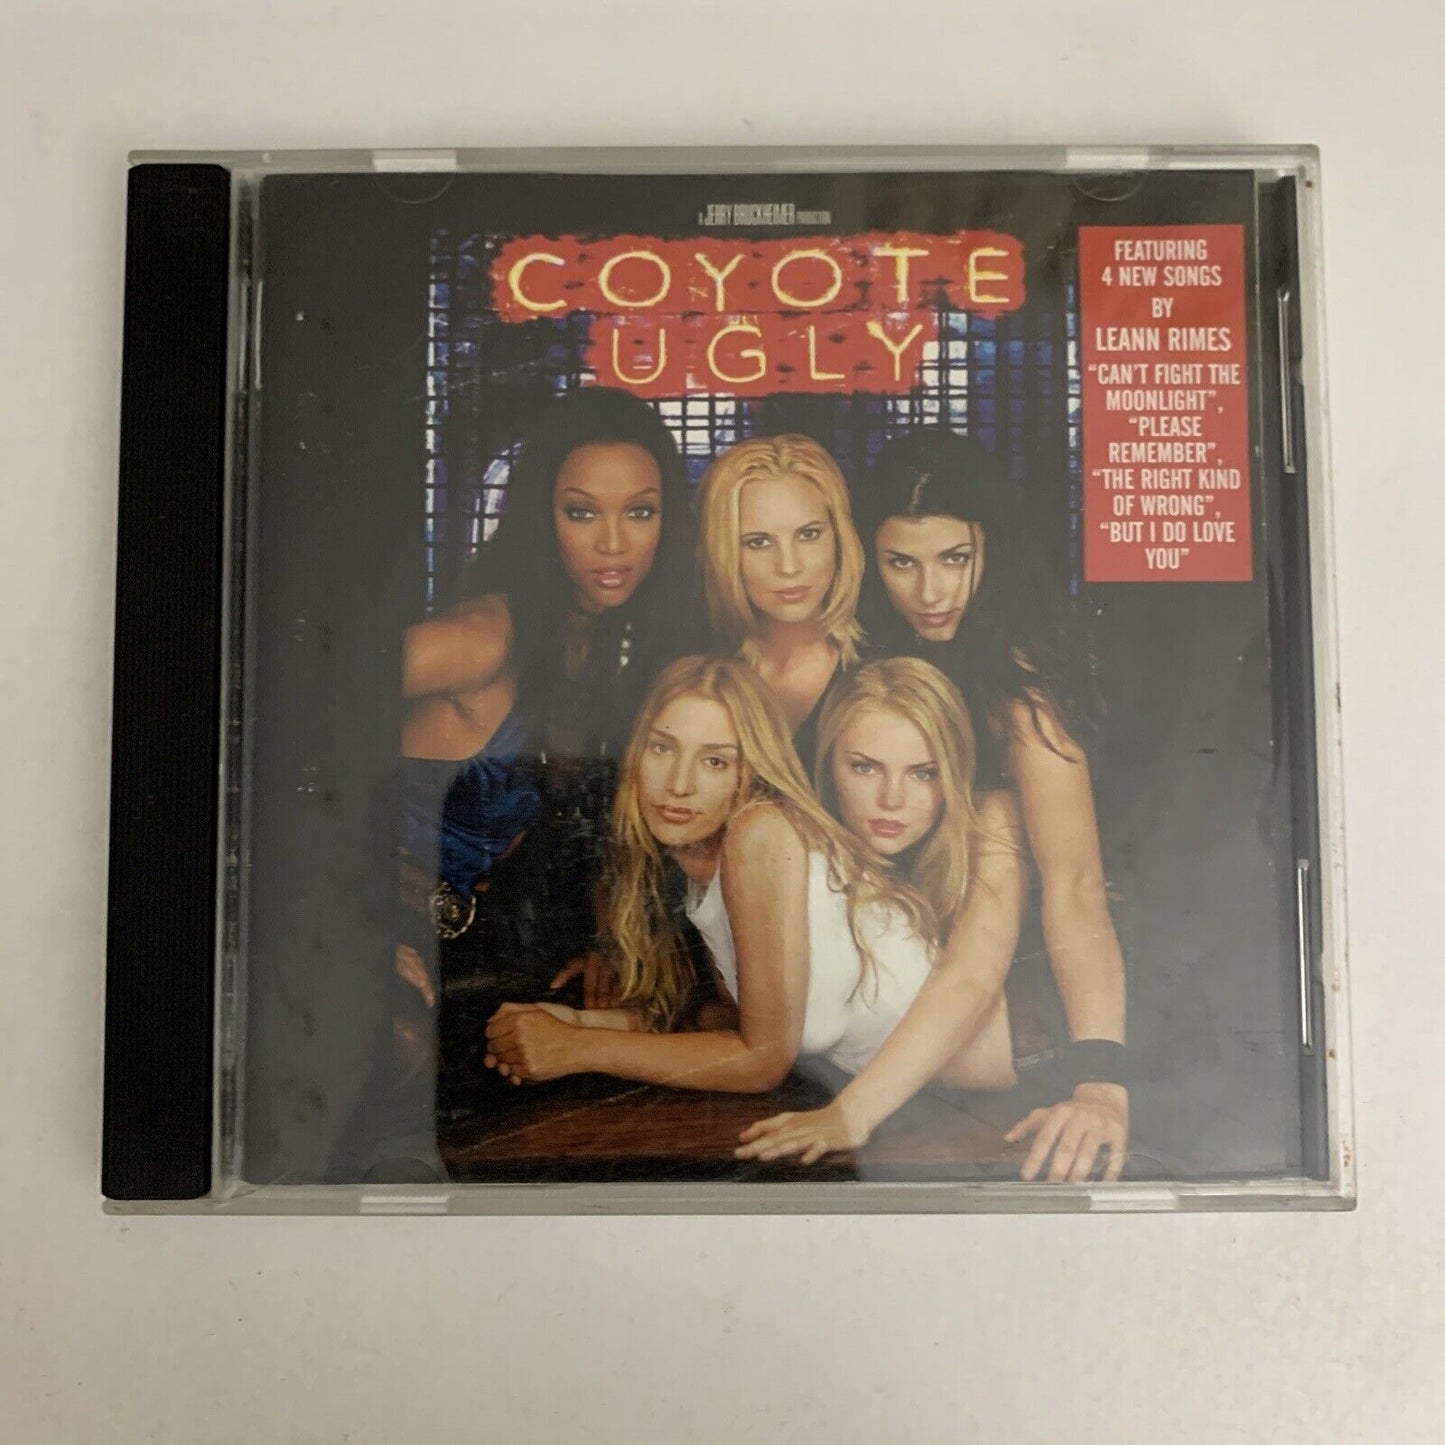 A JERRY BRUCKHEIMER PRODUCTION
COYOTE
UGLY
FEATURING
4 NEW SONGS
BY
LEANN RIMES
“CAN'T FIGHT THE
MOONLIGHT”,
“PLEASE
REMEMBER”,
“THE RIGHT KIND
OF WRONG”,
“BUT I DO LOVE
YOU”